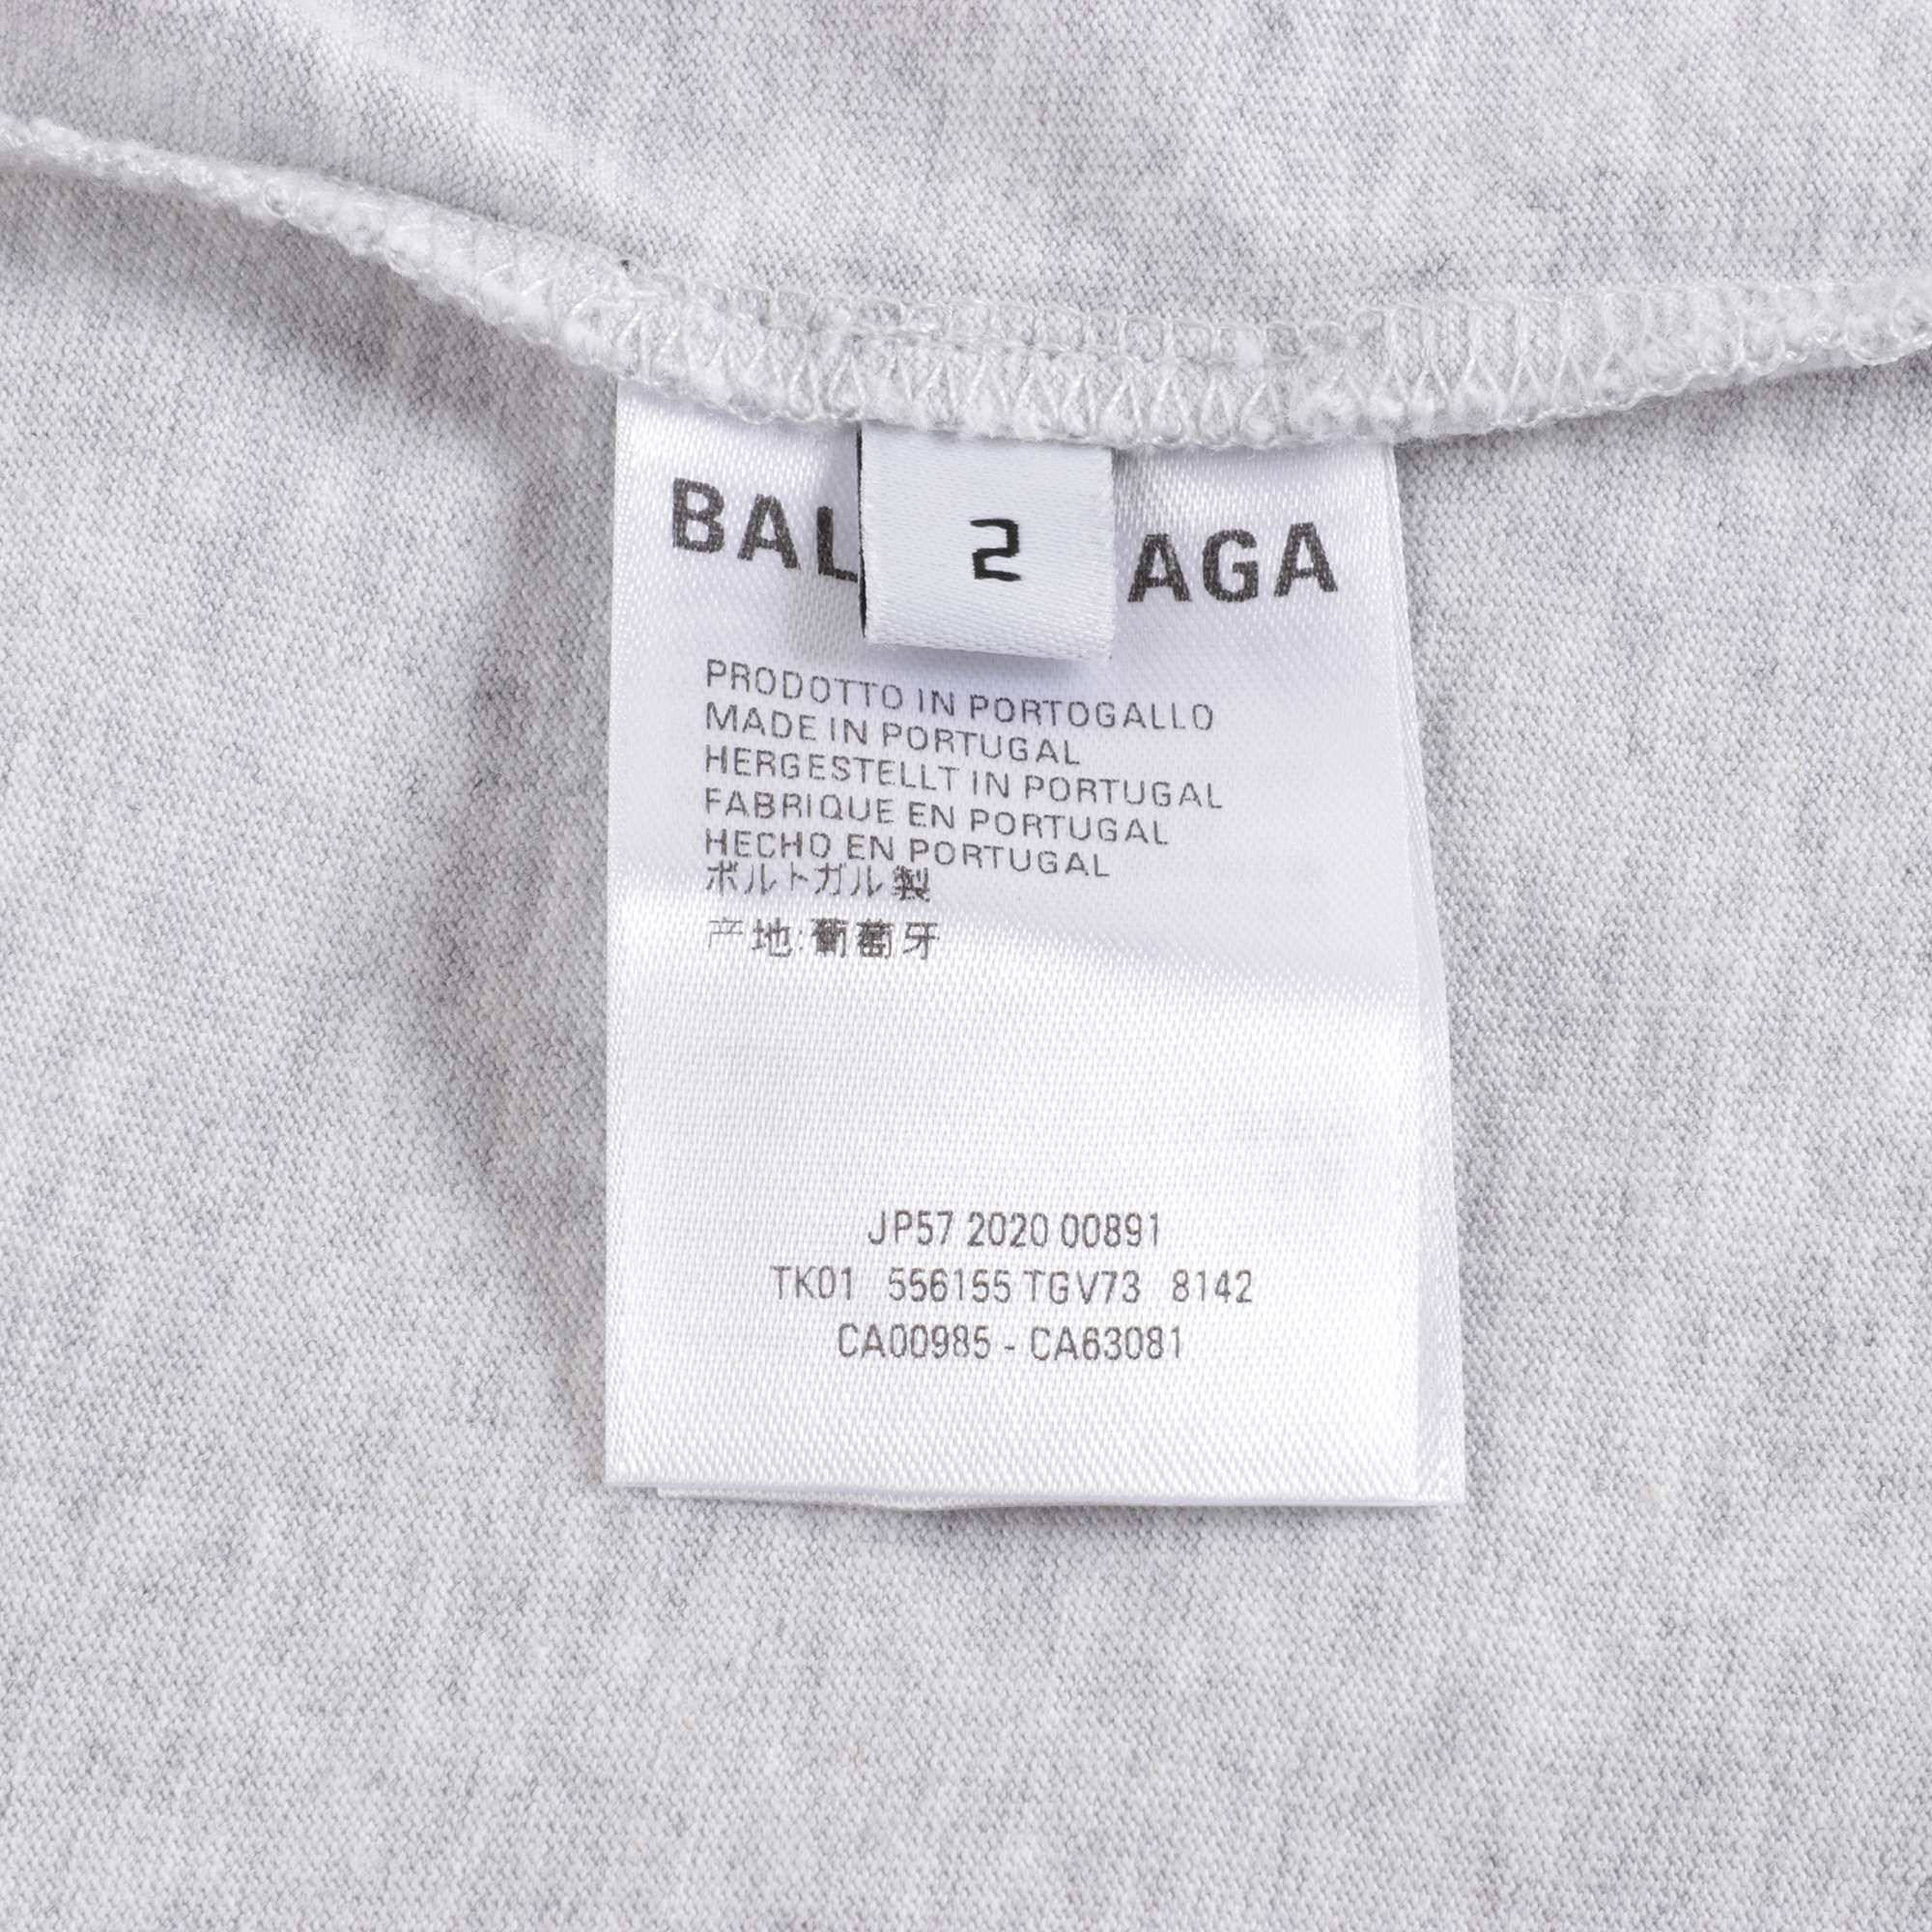 BAL AGA
2
PRODOTTO IN PORTOGALLO
MADE IN PORTUGAL
HERGESTELLT IN PORTUGAL
FABRIQUE EN PORTUGAL
HECHO EN PORTUGAL
ポルトガル製
产地:葡萄牙
JP57 2020 00891
TK01 556155 TGV73 8142
CA00985 - CA63081